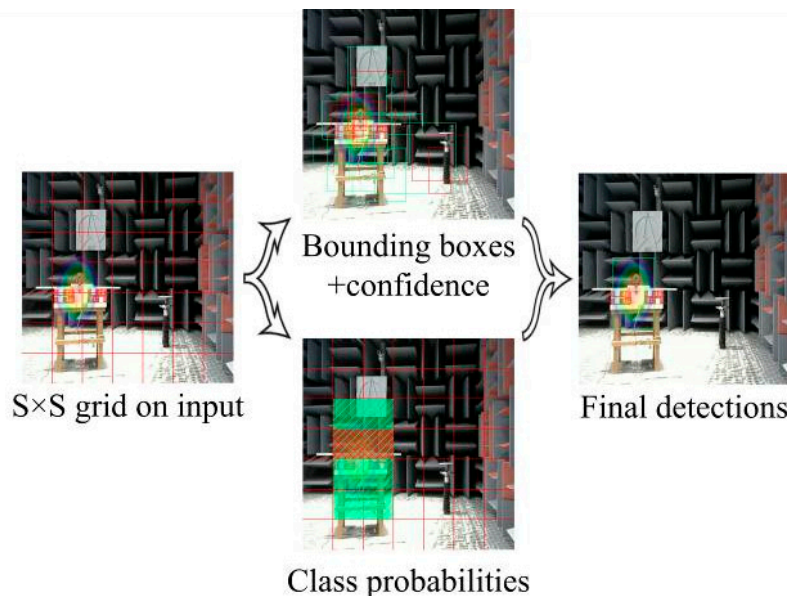 Bounding boxes
+confidence
S×S grid on input
Final detections
Class probabilities